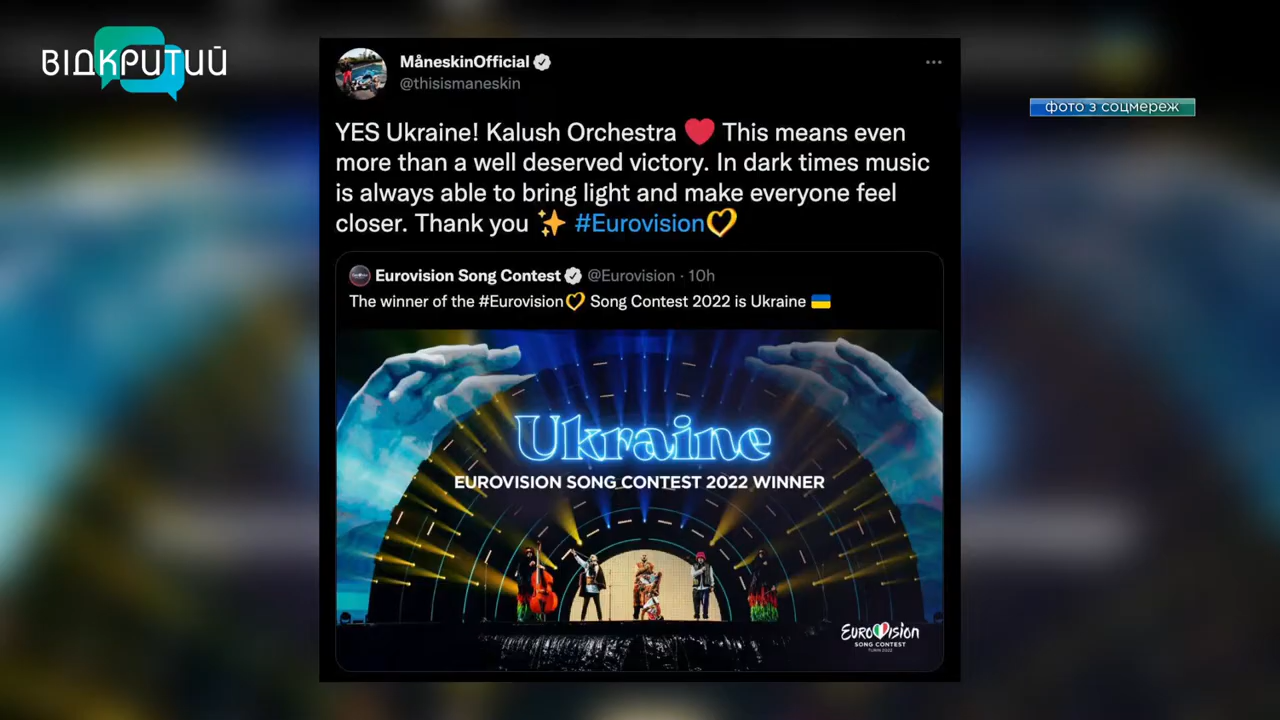 ВІДКРИТИЙ
фото з соцмереж
MåneskinOfficial
@thisismaneskin
YES Ukraine! Kalush Orchestra ❤️ This means even
more than a well deserved victory. In dark times music
is always able to bring light and make everyone feel
closer. Thank you ✨ #Eurovision💛
Eurovision Song Contest @Eurovision · 10h
The winner of the #Eurovision💛 Song Contest 2022 is Ukraine 🇺🇦
Ukraine
EUROVISION SONG CONTEST 2022 WINNER
EUROVISION
SONG CONTEST
TURIN 2022